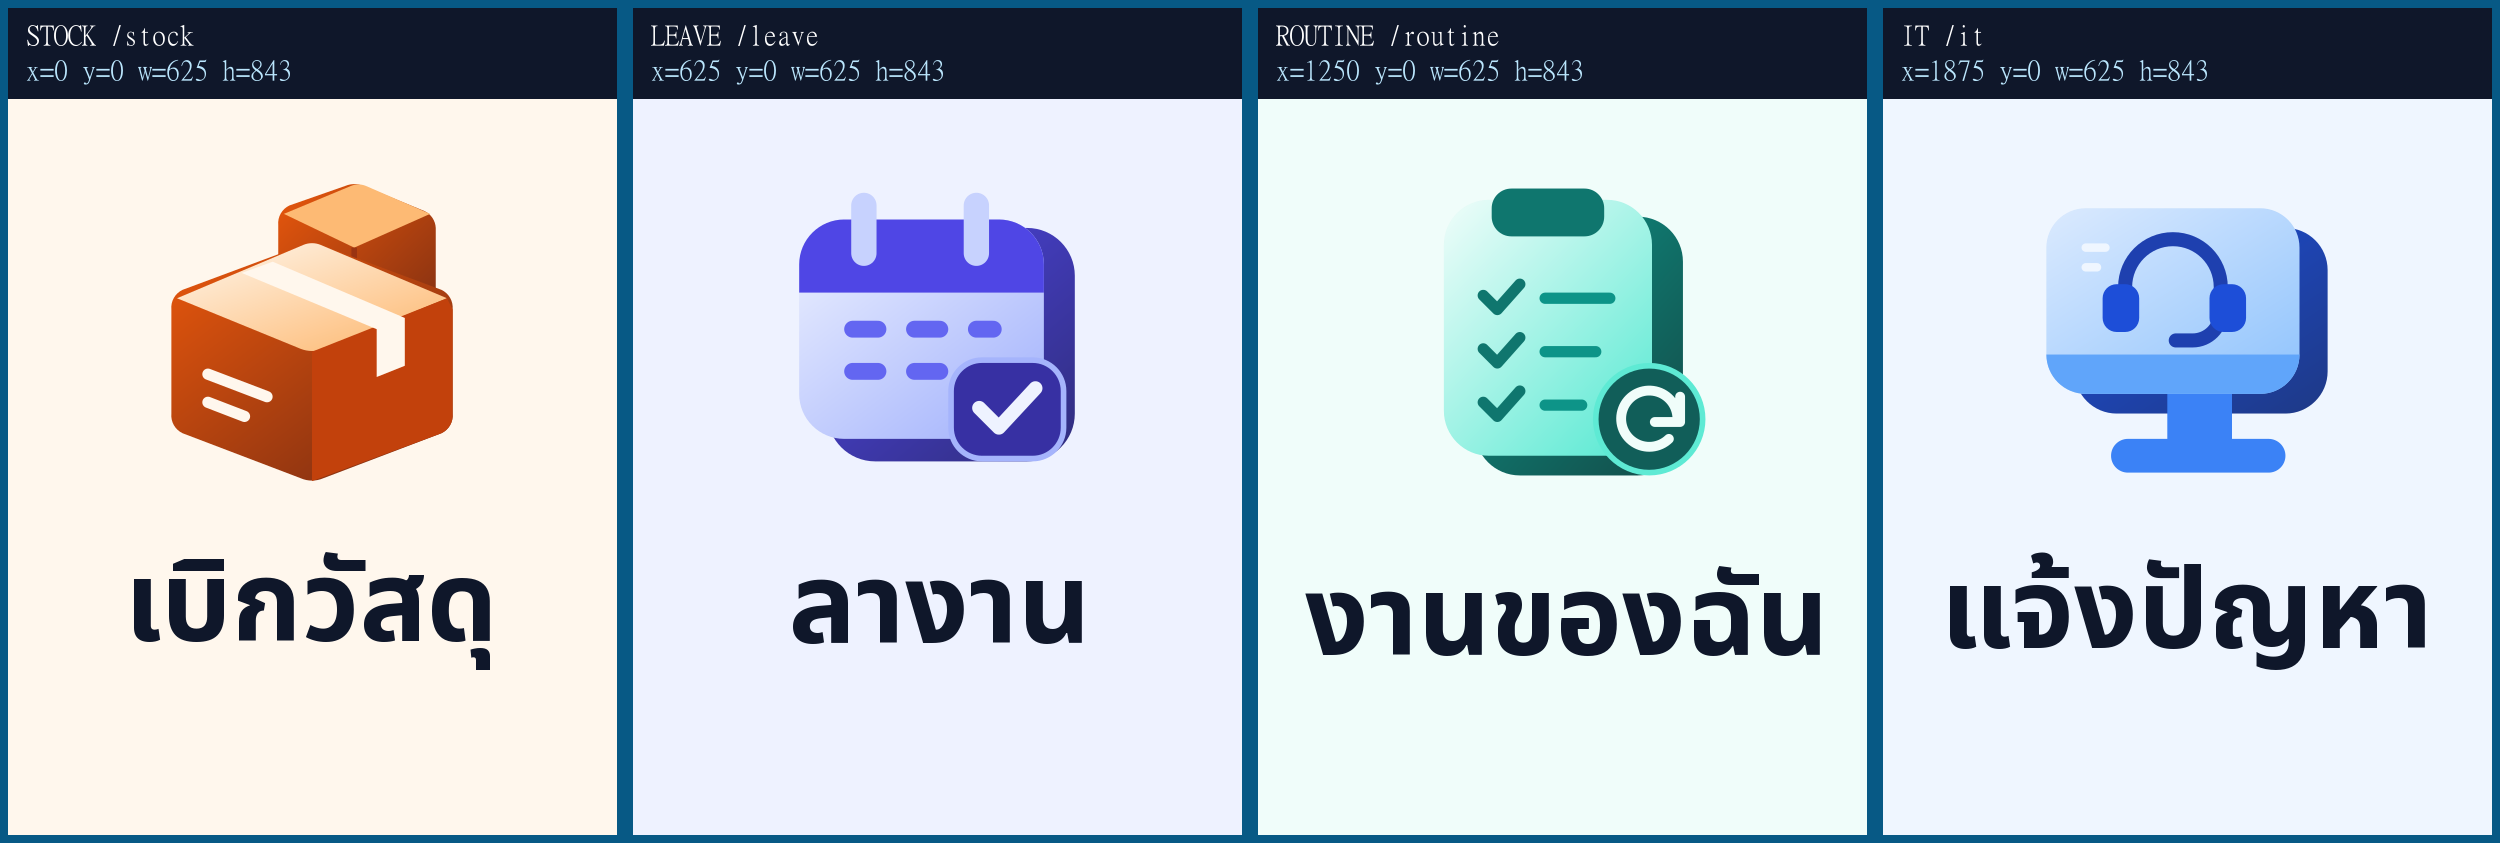 STOCK /stock
x=0 y=0 w=625 h=843
เบิกวัสดุ
LEAVE /leave
x=625 y=0 w=625 h=843
ลางาน
ROUTINE /routine
x=1250 y=0 w=625 h=843
งานของฉัน
IT /it
x=1875 y=0 w=625 h=843
แจ้งปัญหา